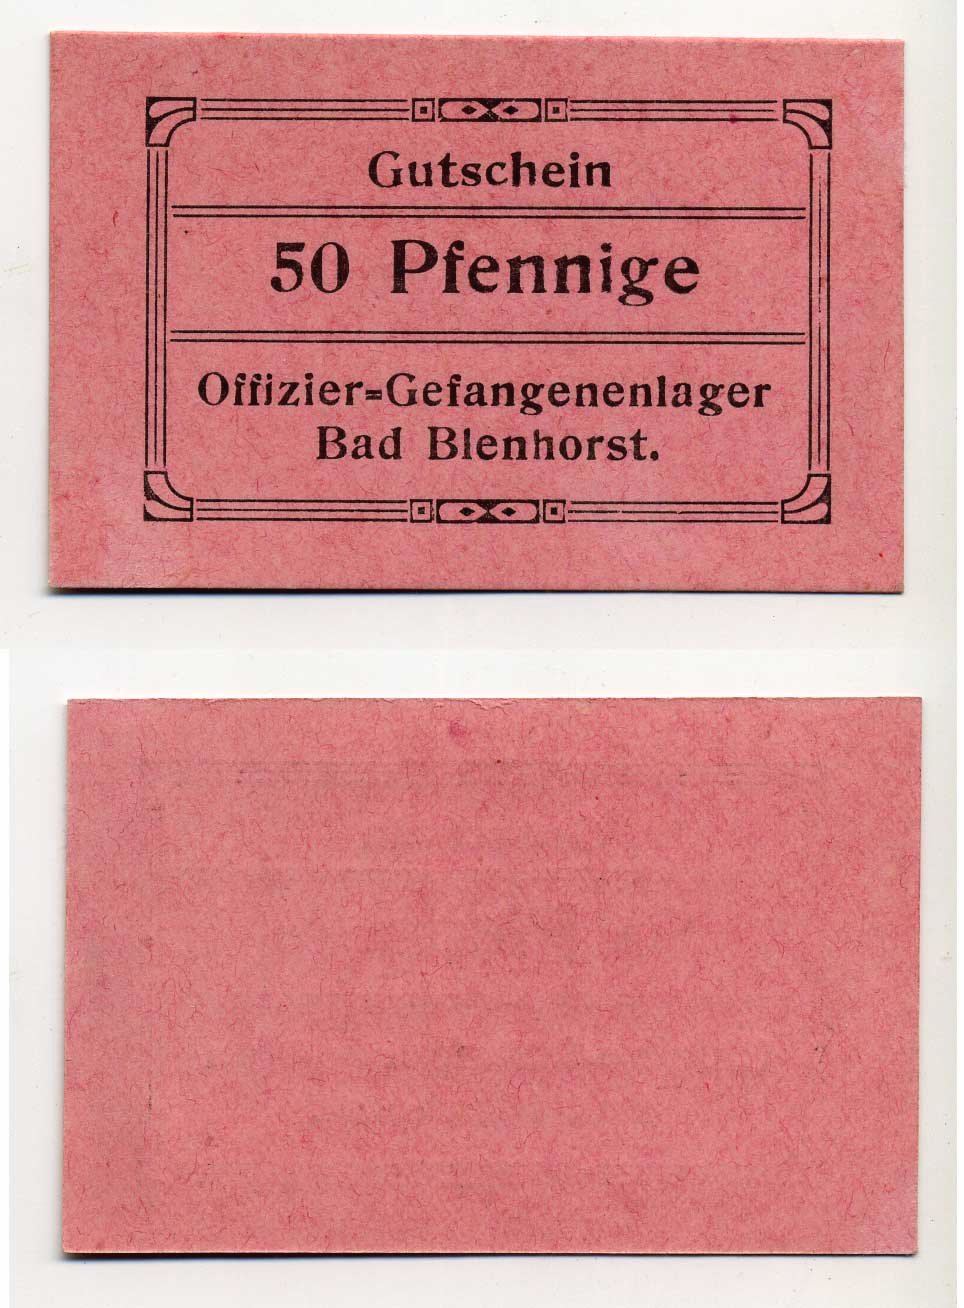 Gutschein
50 Pfennige
Offizier=Gefangenenlager
Bad Blenhorst.